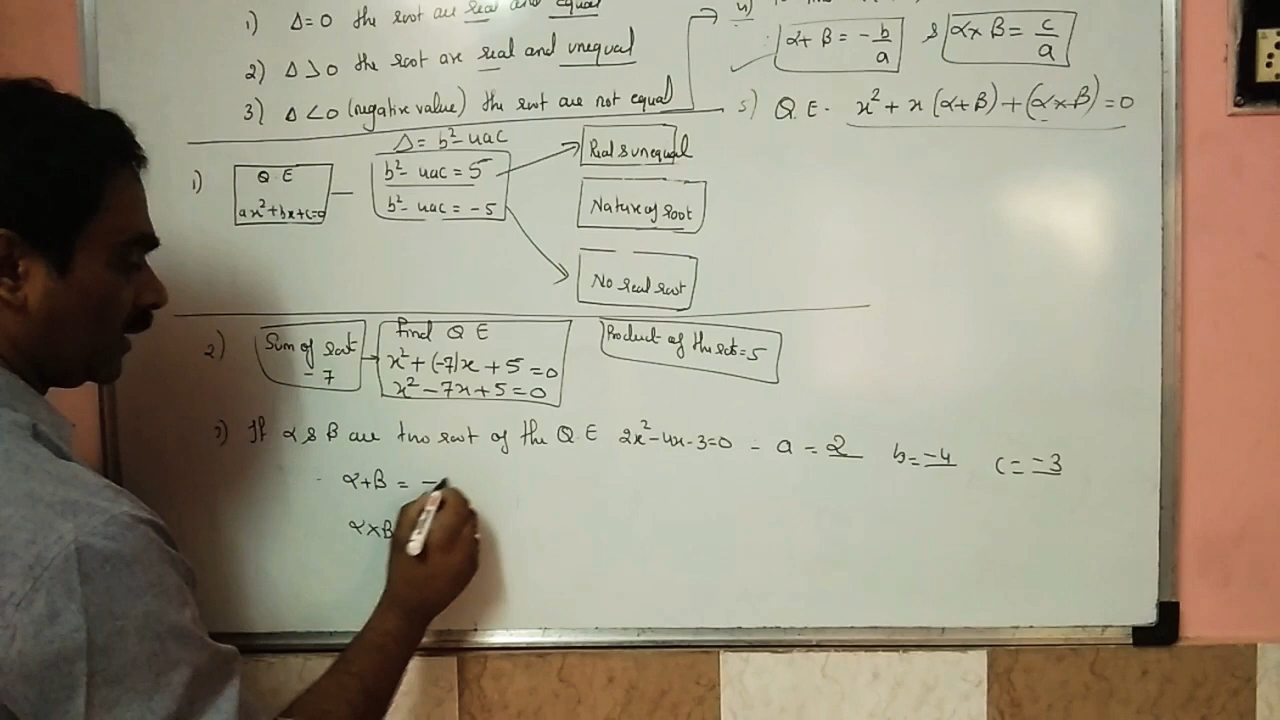 1) Δ=0 the root are real and equal
2) Δ>0 the root are real and unequal
3) Δ<0 (negative value) the root are not equal
4)
α+β = -b/a & α×β = c/a
5) Q E. x²+x(α+β)+(α×β)=0
Δ = b²-4ac
1) Q E
ax²+bx+c=0
b²-4ac = 5
b²-4ac = -5
Real & unequal
Nature of root
No real root
2) Sum of root
-7
Find Q E
x²+(-7)x+5=0
x²-7x+5=0
Product of the root=5
3) If α & β are two root of the Q E 2x²-4x-3=0 - a=2 b=-4 c=-3
α+β = -
α×β